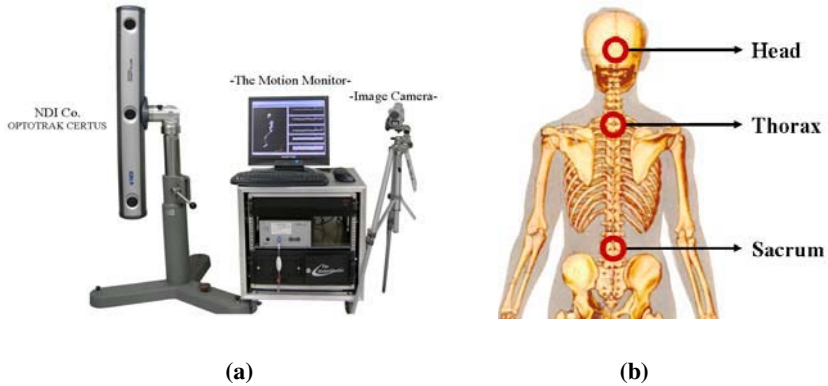 -The Motion Monitor-
-Image Camera-
NDI Co.
OPTOTRAK CERTUS
Head
Thorax
Sacrum
(a)
(b)